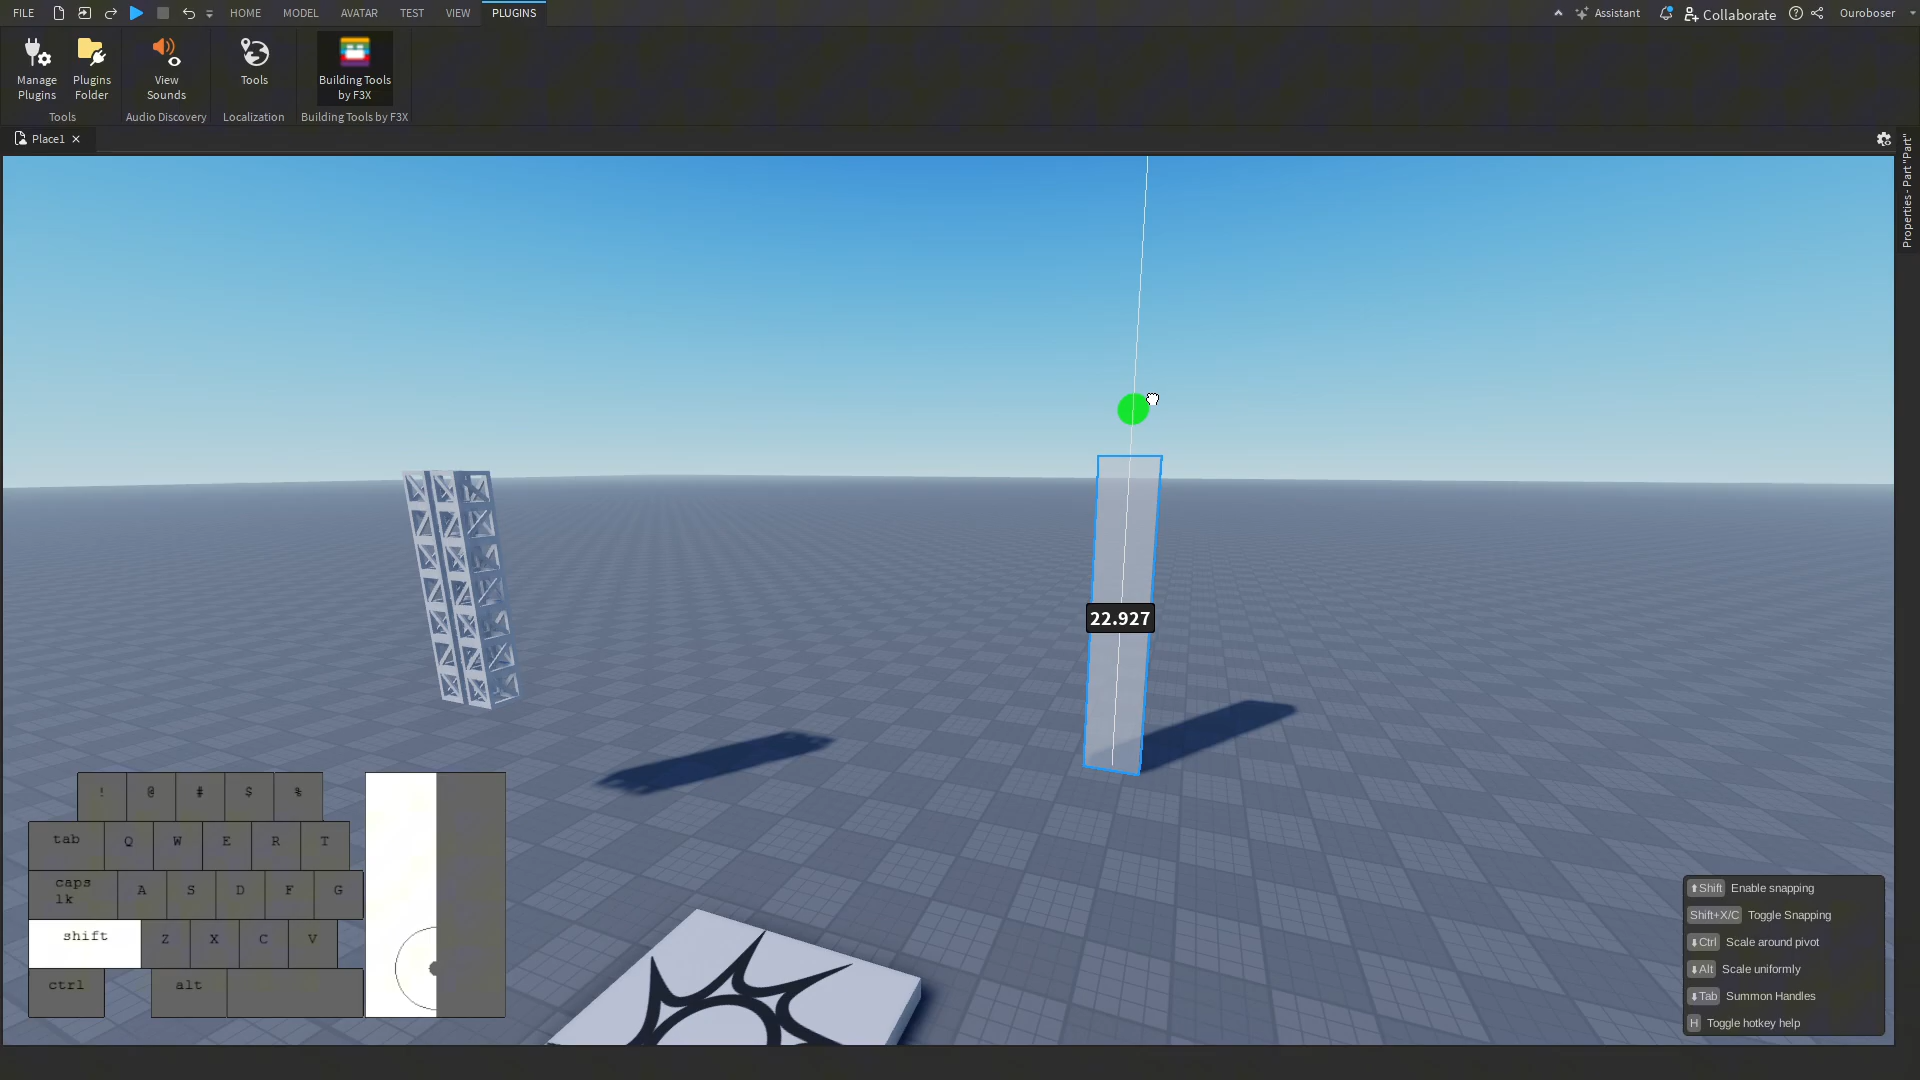 FILE HOME MODEL AVATAR TEST VIEW PLUGINS Assistant Collaborate Ouroboser
Manage Plugins
Plugins Folder
View Sounds
Tools
Building Tools by F3X
Tools Audio Discovery Localization Building Tools by F3X
Place1
Properties - Part "Part"
22.927
! @ # $ %
tab Q W E R T
caps lk A S D F G
shift Z X C V
ctrl alt
Shift Enable snapping
Shift+X/C Toggle Snapping
Ctrl Scale around pivot
Alt Scale uniformly
Tab Summon Handles
H Toggle hotkey help